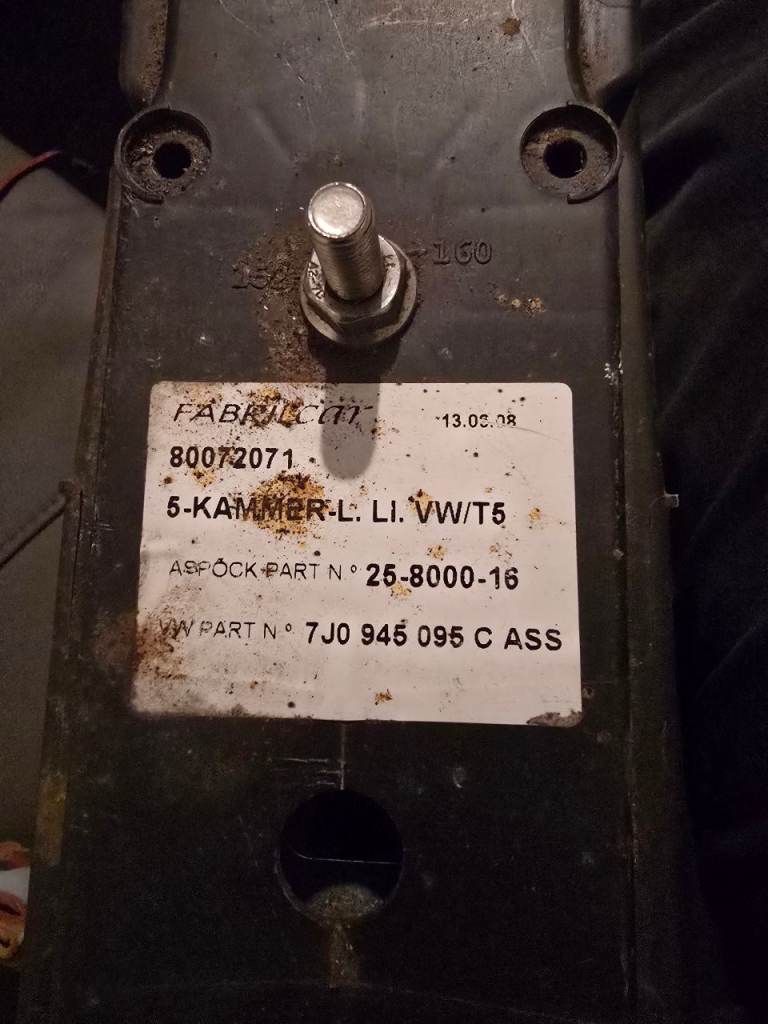 160
FABRILcar 13.06.08
80072071
5-KAMMER-L. LI. VW/T5
ASPÖCK PART N.º 25-8000-16
VW PART N º 7J0 945 095 C ASS